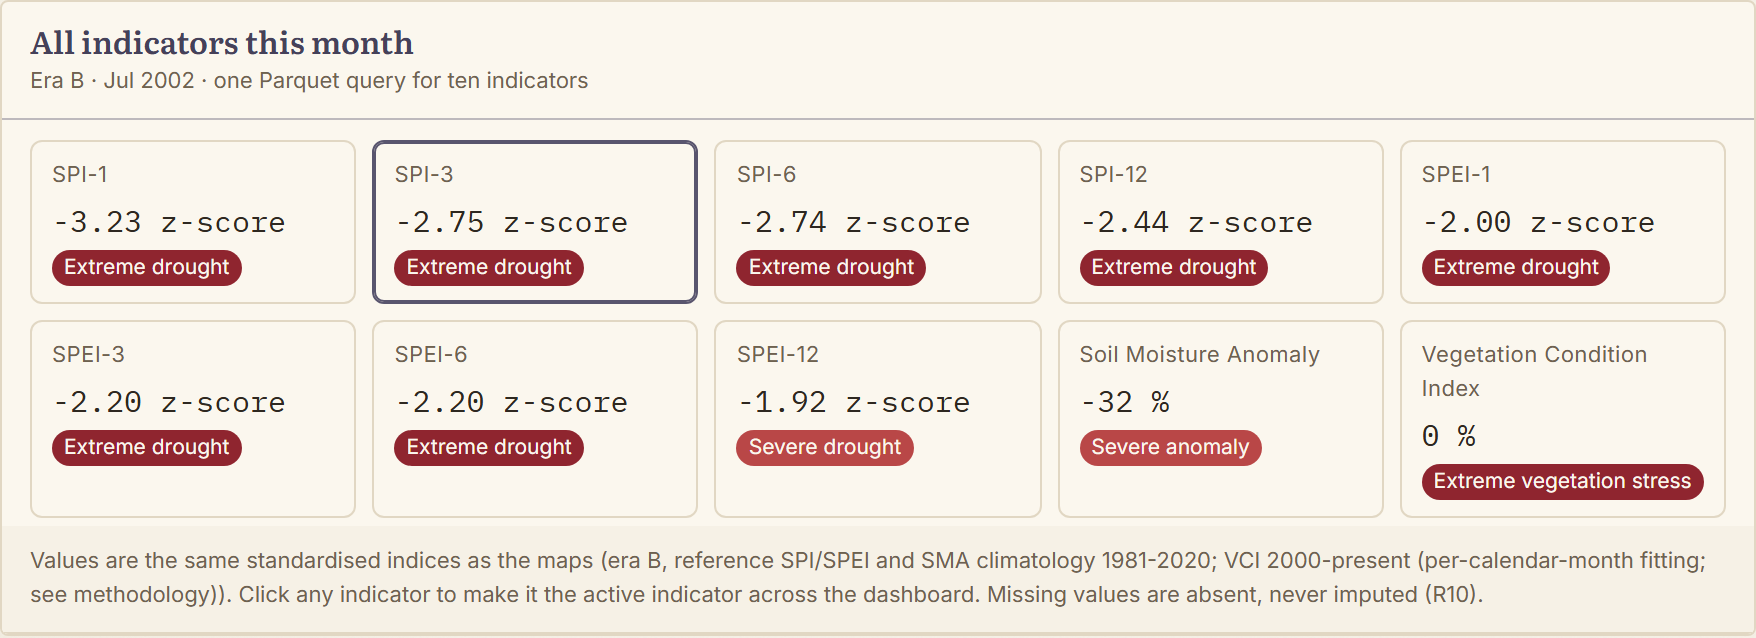 All indicators this month
Era B · Jul 2002 · one Parquet query for ten indicators
SPI-1
-3.23 z-score
Extreme drought
SPI-3
-2.75 z-score
Extreme drought
SPI-6
-2.74 z-score
Extreme drought
SPI-12
-2.44 z-score
Extreme drought
SPEI-1
-2.00 z-score
Extreme drought
SPEI-3
-2.20 z-score
Extreme drought
SPEI-6
-2.20 z-score
Extreme drought
SPEI-12
-1.92 z-score
Severe drought
Soil Moisture Anomaly
-32 %
Severe anomaly
Vegetation Condition
Index
0 %
Extreme vegetation stress
Values are the same standardised indices as the maps (era B, reference SPI/SPEI and SMA climatology 1981-2020; VCI 2000-present (per-calendar-month fitting;
see methodology)). Click any indicator to make it the active indicator across the dashboard. Missing values are absent, never imputed (R10).